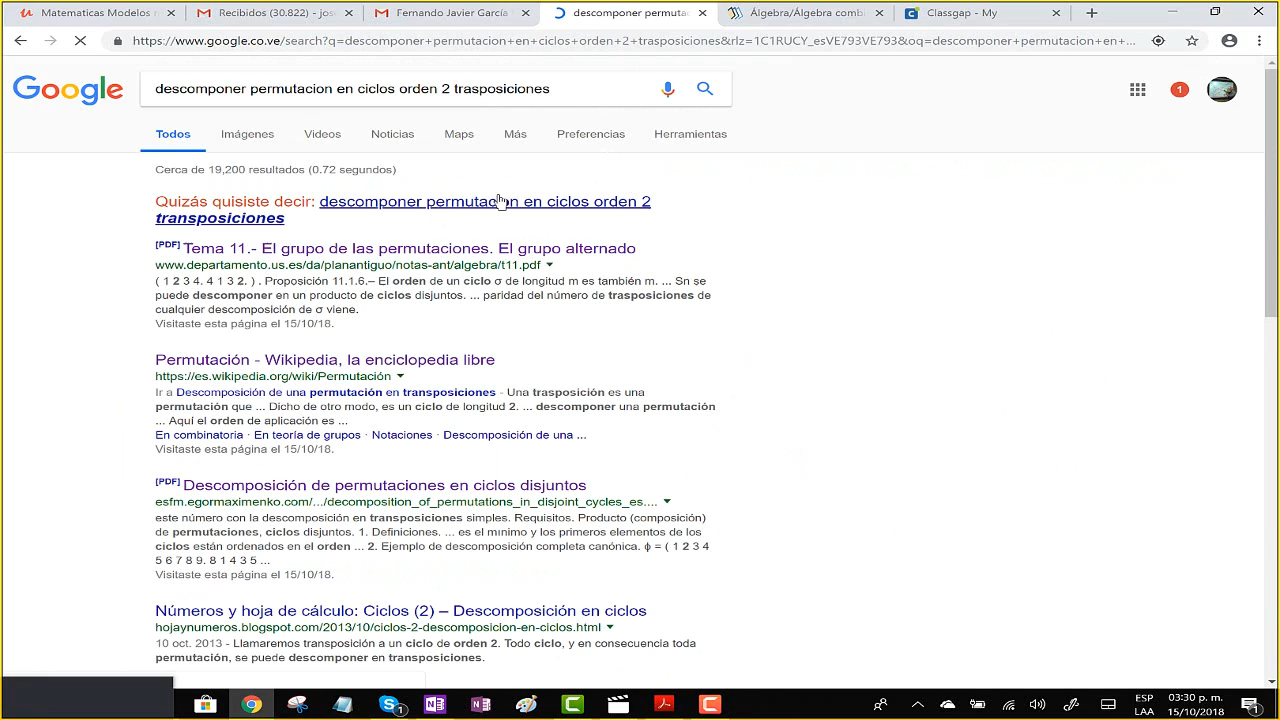 Matematicas Modelos r
Recibidos (30.822) - jos
Fernando Javier García
descomponer permuta
Álgebra/Álgebra comb
Classgap - My
https://www.google.co.ve/search?q=descomponer+permutacion+en+ciclos+orden+2+trasposiciones&rlz=1C1RUCY_esVE793VE793&oq=descomponer+permutacion+en+...
Google
descomponer permutacion en ciclos orden 2 trasposiciones
1
Todos Imágenes Videos Noticias Maps Más Preferencias Herramientas
Cerca de 19,200 resultados (0.72 segundos)
Quizás quisiste decir: descomponer permutacion en ciclos orden 2
transposiciones
[PDF] Tema 11.- El grupo de las permutaciones. El grupo alternado
www.departamento.us.es/da/planantiguo/notas-ant/algebra/t11.pdf
( 1 2 3 4. 4 1 3 2. ) . Proposición 11.1.6.– El orden de un ciclo σ de longitud m es también m. ... Sn se
puede descomponer en un producto de ciclos disjuntos. ... paridad del número de trasposiciones de
cualquier descomposición de σ viene.
Visitaste esta página el 15/10/18.
Permutación - Wikipedia, la enciclopedia libre
https://es.wikipedia.org/wiki/Permutación
Ir a Descomposición de una permutación en transposiciones - Una trasposición es una
permutación que ... Dicho de otro modo, es un ciclo de longitud 2. ... descomponer una permutación
... Aquí el orden de aplicación es ...
En combinatoria · En teoría de grupos · Notaciones · Descomposición de una ...
Visitaste esta página el 15/10/18.
[PDF] Descomposición de permutaciones en ciclos disjuntos
esfm.egormaximenko.com/.../decomposition_of_permutations_in_disjoint_cycles_es....
este número con la descomposición en transposiciones simples. Requisitos. Producto (composición)
de permutaciones, ciclos disjuntos. 1. Definiciones. ... es el mınimo y los primeros elementos de los
ciclos están ordenados en el orden ... 2. Ejemplo de descomposición completa canónica. ϕ = ( 1 2 3 4
5 6 7 8 9. 8 1 4 3 5 ...
Visitaste esta página el 15/10/18.
Números y hoja de cálculo: Ciclos (2) – Descomposición en ciclos
hojaynumeros.blogspot.com/2013/10/ciclos-2-descomposicion-en-ciclos.html
10 oct. 2013 - Llamaremos transposición a un ciclo de orden 2. Todo ciclo, y en consecuencia toda
permutación, se puede descomponer en transposiciones.
ESP 03:30 p. m.
LAA 15/10/2018